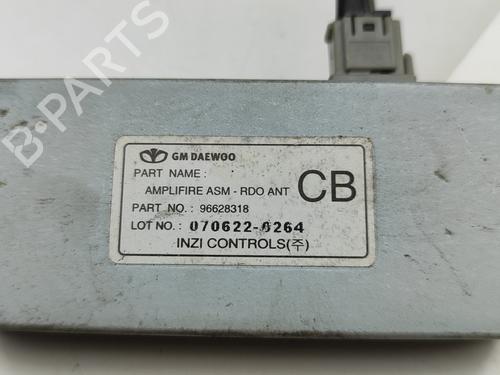 GM DAEWOO
PART NAME :
AMPLIFIRE ASM - RDO ANT
CB
PART NO. : 96628318
LOT NO. : 070622-0264
INZI CONTROLS(주)
B-PARTS